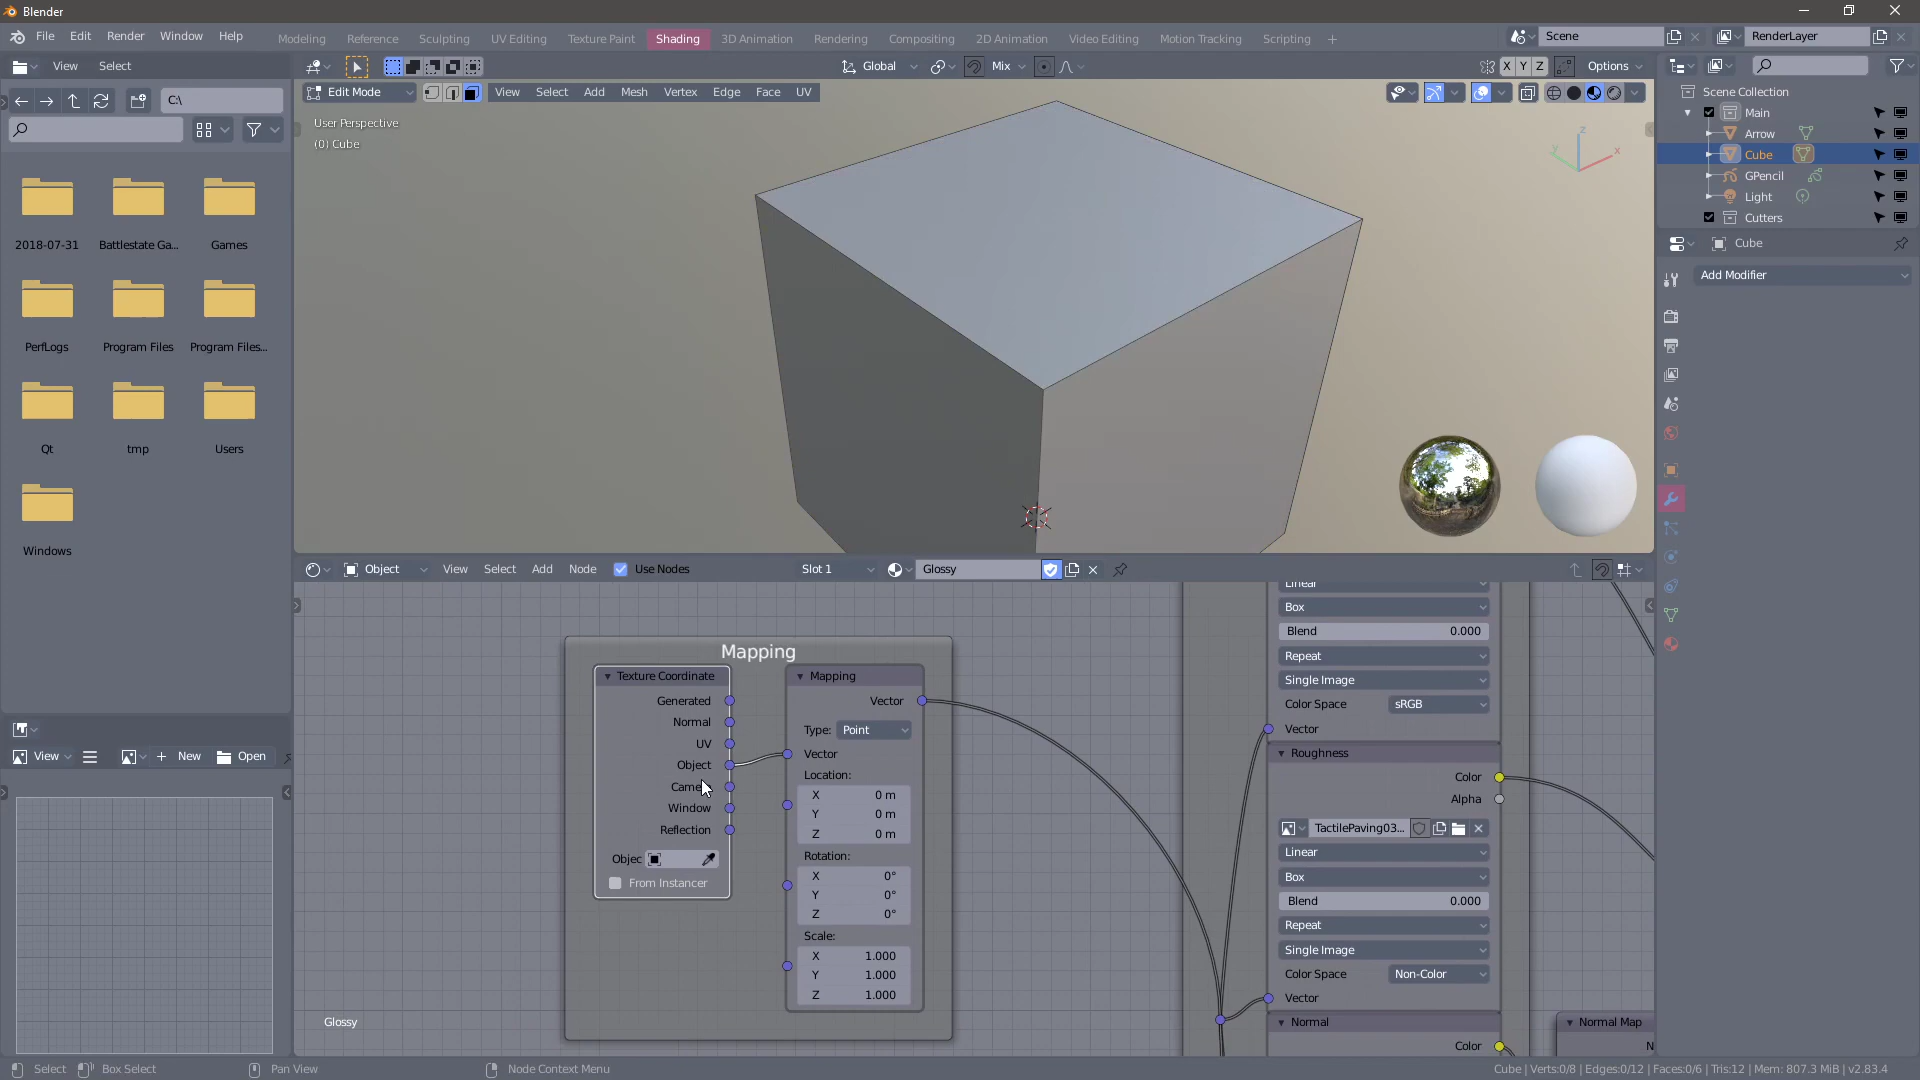 Blender
File Edit Render Window Help Modeling Reference Sculpting UV Editing Texture Paint Shading 3D Animation Rendering Compositing 2D Animation Video Editing Motion Tracking Scripting + Scene RenderLayer
View Select Global Mix X Y Z Options
C:\
Edit Mode View Select Add Mesh Vertex Edge Face UV
User Perspective
(0) Cube
Z
Y
X
Scene Collection
Main
Arrow
Cube
GPencil
Light
Cutters
Cube
Add Modifier
2018-07-31 Battlestate Ga... Games
PerfLogs Program Files Program Files...
Qt tmp Users
Windows
Object View Select Add Node Use Nodes Slot 1 Glossy
Mapping
Texture Coordinate
Generated
Normal
UV
Object
Window
Reflection
Objec
From Instancer
Mapping
Vector
Type: Point
Vector
Location:
X 0 m
Y 0 m
Z 0 m
Rotation:
X 0°
Y 0°
Z 0°
Scale:
X 1.000
Y 1.000
Z 1.000
Linear
Box
Blend 0.000
Repeat
Single Image
Color Space sRGB
Vector
Roughness
Color
Alpha
TactilePaving03...
Linear
Box
Blend 0.000
Repeat
Single Image
Color Space Non-Color
Vector
Normal
Color
Normal Map
View New Open
Glossy
Select Box Select Pan View Node Context Menu
Cube | Verts:0/8 | Edges:0/12 | Faces:0/6 | Tris:12 | Mem: 807.3 MiB | v2.83.4